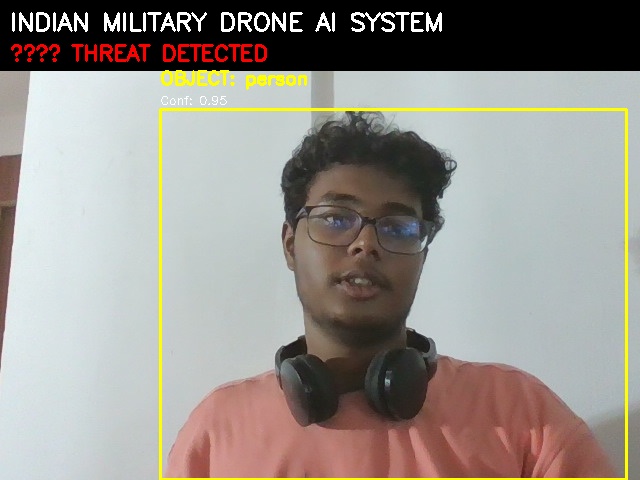 INDIAN MILITARY DRONE AI SYSTEM
???? THREAT DETECTED
OBJECT: person
Conf: 0.95